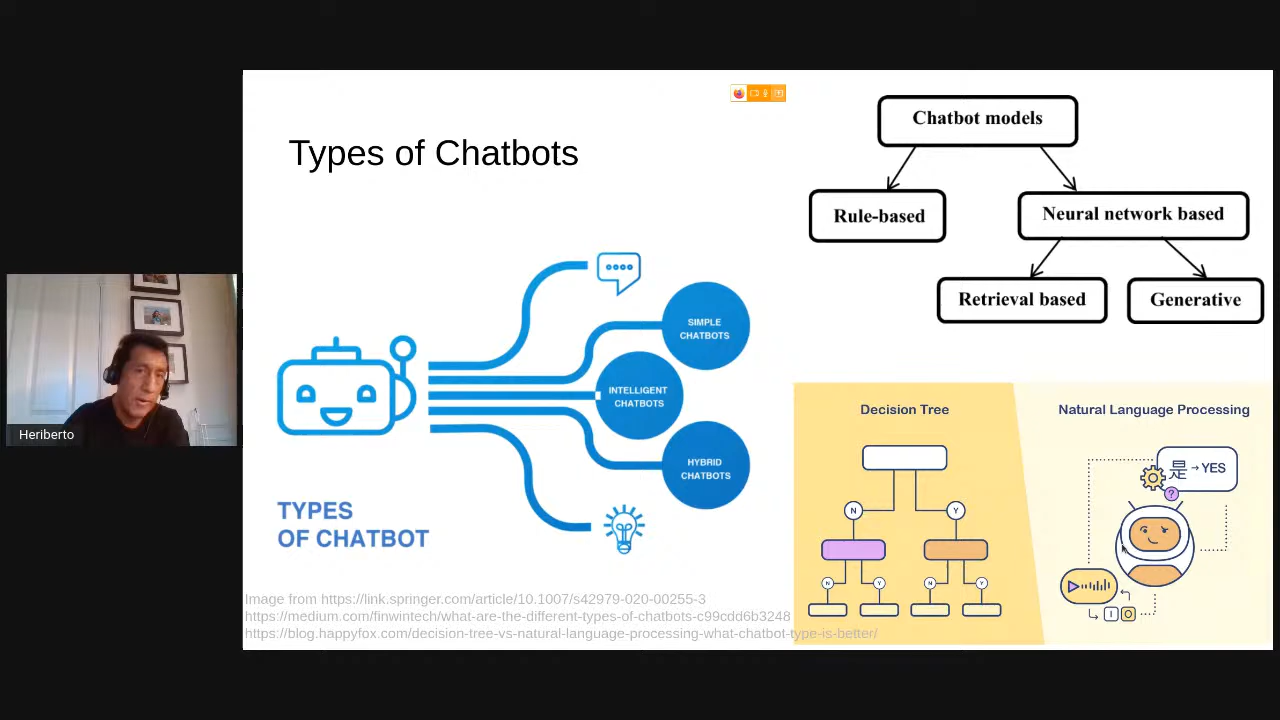 Types of Chatbots
Chatbot models
Rule-based
Neural network based
Retrieval based
Generative
SIMPLE
CHATBOTS
INTELLIGENT
CHATBOTS
HYBRID
CHATBOTS
TYPES
OF CHATBOT
Decision Tree
N
Y
N
Y
N
Y
Natural Language Processing
是→YES
?
Heriberto
Image from https://link.springer.com/article/10.1007/s42979-020-00255-3
https://medium.com/finwintech/what-are-the-different-types-of-chatbots-c99cdd6b3248
https://blog.happyfox.com/decision-tree-vs-natural-language-processing-what-chatbot-type-is-better/